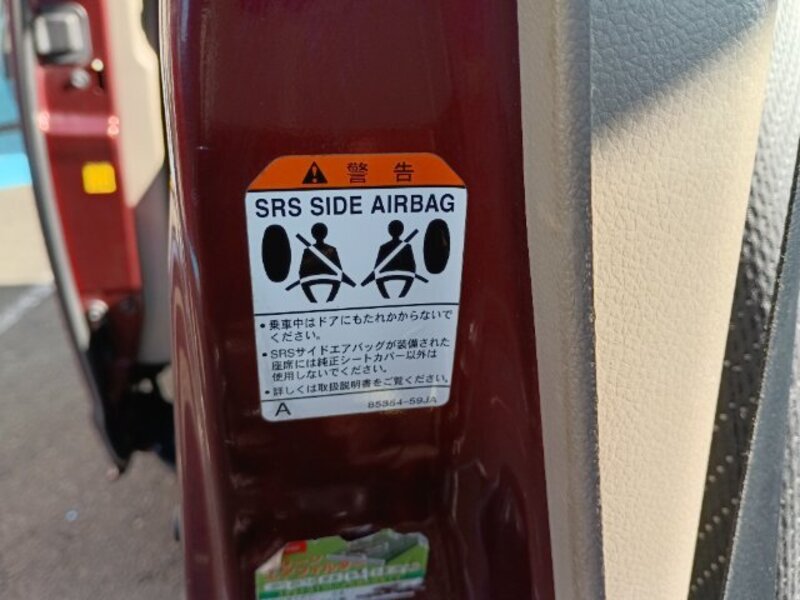 警告
SRS SIDE AIRBAG
•乗車中はドアにもたれかからないで
ください。
•SRSサイドエアバッグが装備された
座席には純正シートカバー以外は
使用しないでください。
•詳しくは取扱説明書をご覧ください。
A 85354-59JA